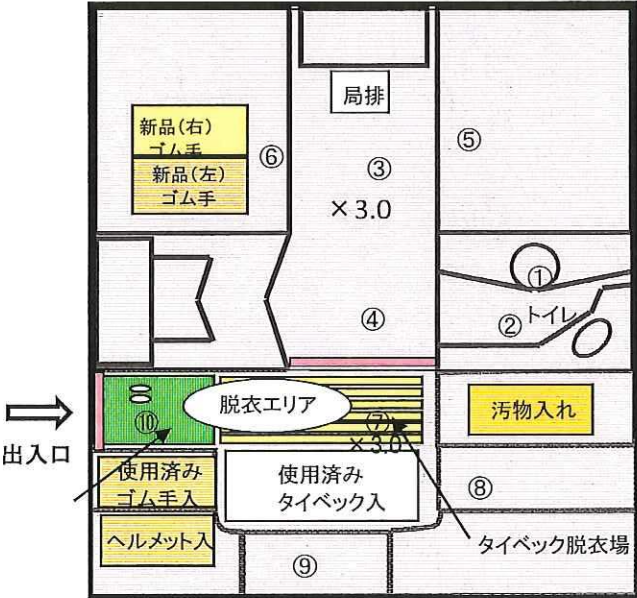 局排
新品(右)
ゴム手
新品(左)
ゴム手
⑥
③
×3.0
⑤
①
②
トイレ
④
出入口
⑩
脱衣エリア
⑦
×3.0
汚物入れ
使用済み
ゴム手入
使用済み
タイベック入
⑧
ヘルメット入
⑨
タイベック脱衣場